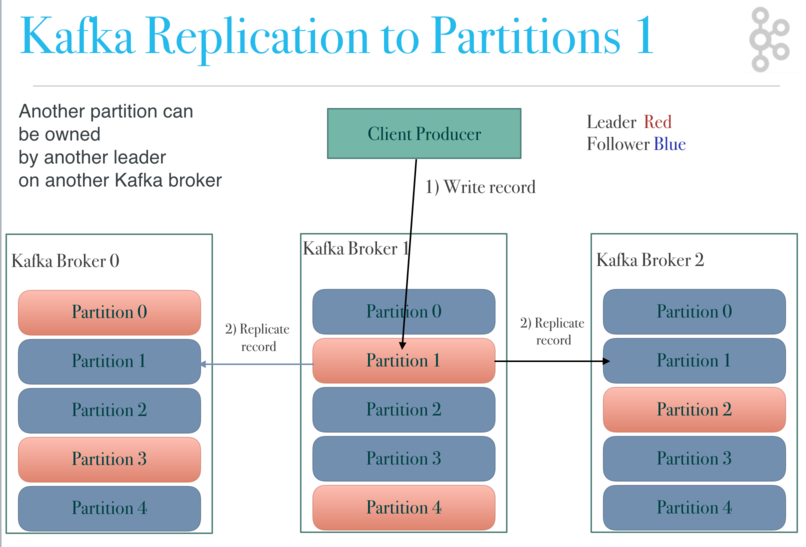 Kafka Replication to Partitions 1
Another partition can
be owned
by another leader
on another Kafka broker
Client Producer
Leader Red
Follower Blue
1) Write record
Kafka Broker 0
Partition 0
Partition 1
Partition 2
Partition 3
Partition 4
2) Replicate
record
Kafka Broker 1
Partition 0
Partition 1
Partition 2
Partition 3
Partition 4
2) Replicate
record
Kafka Broker 2
Partition 0
Partition 1
Partition 2
Partition 3
Partition 4